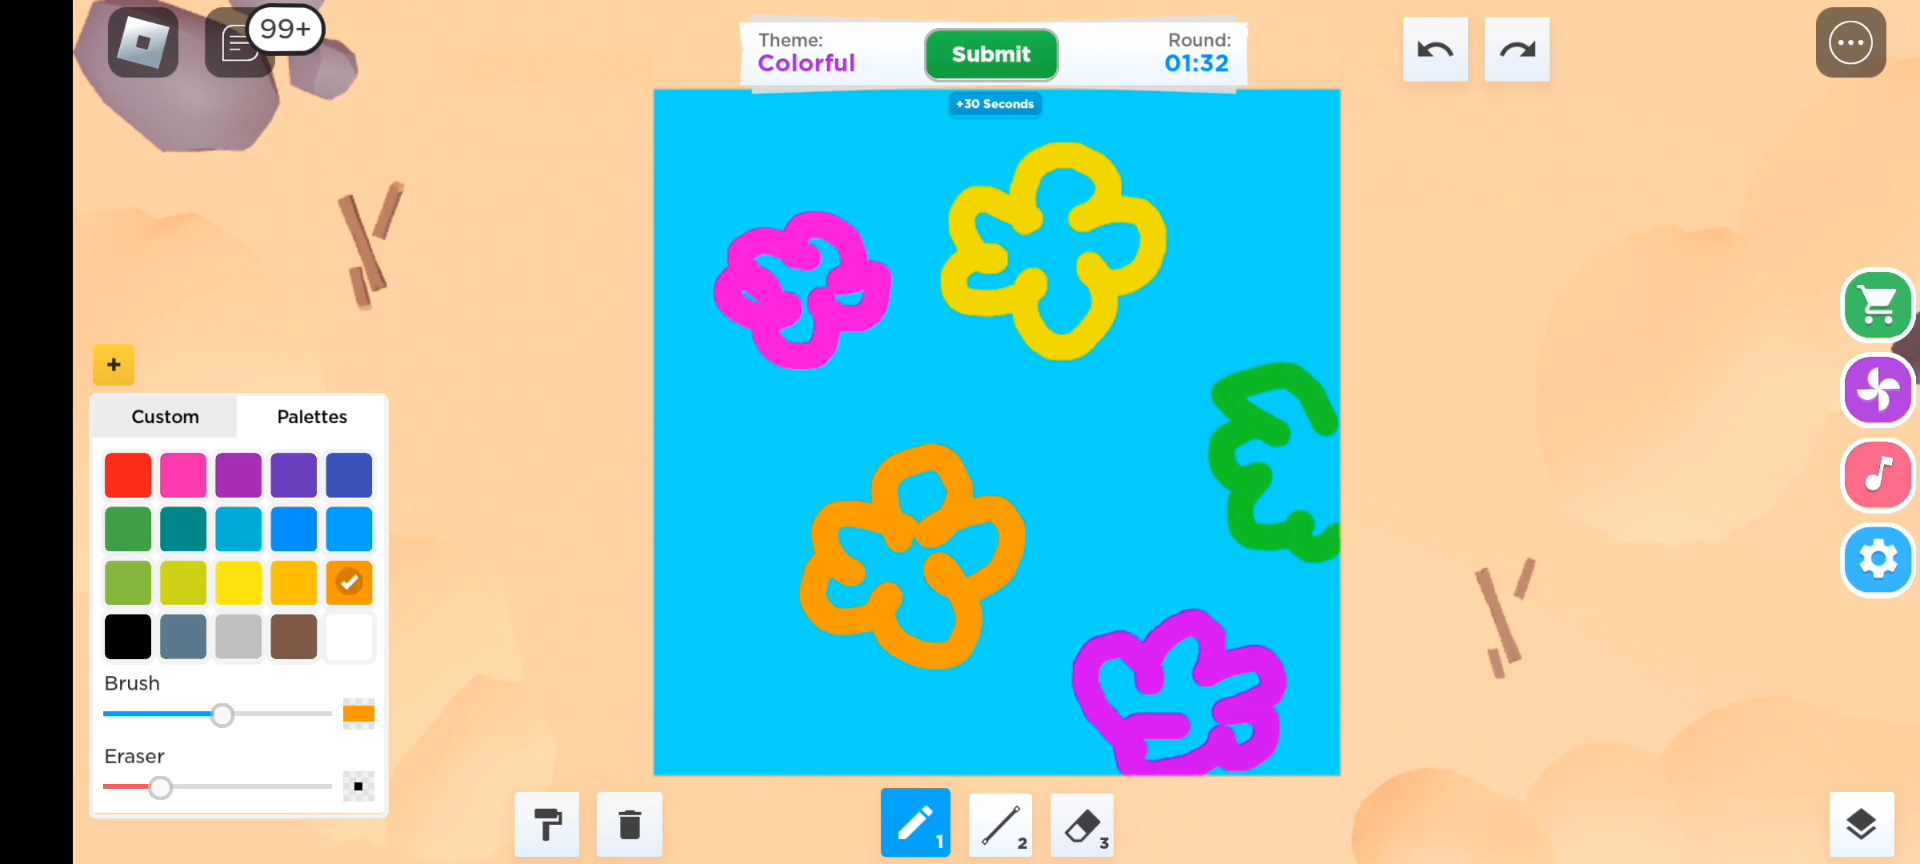 99+
Theme:
Colorful
Submit
Round:
01:32
+30 Seconds
+
Custom
Palettes
Brush
Eraser
1
2
3